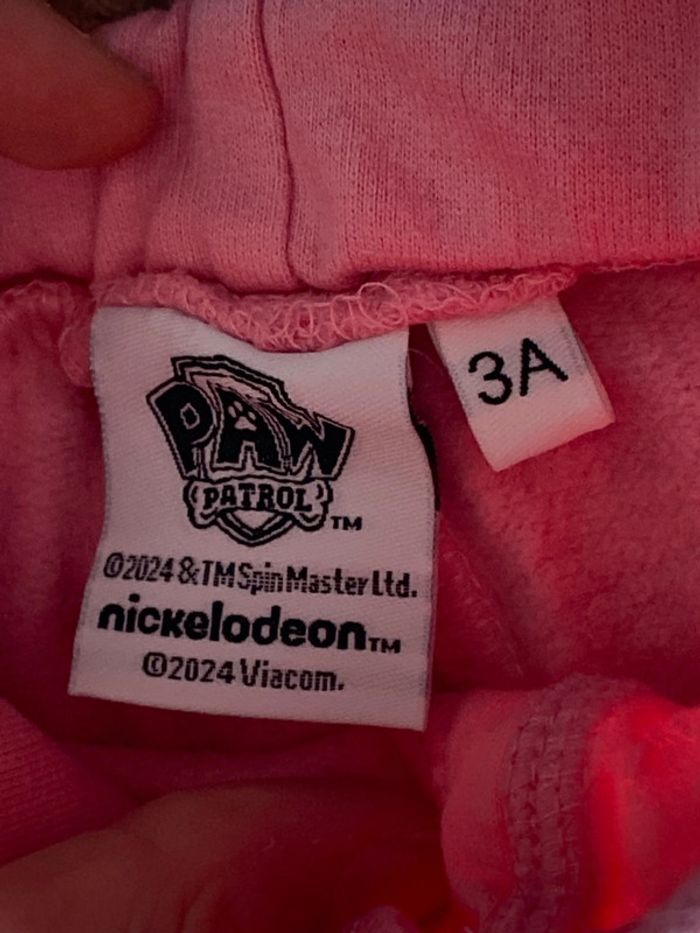 PAW
PATROL
TM
©2024 &TM Spin Master Ltd.
nickelodeon TM
©2024 Viacom.
3A